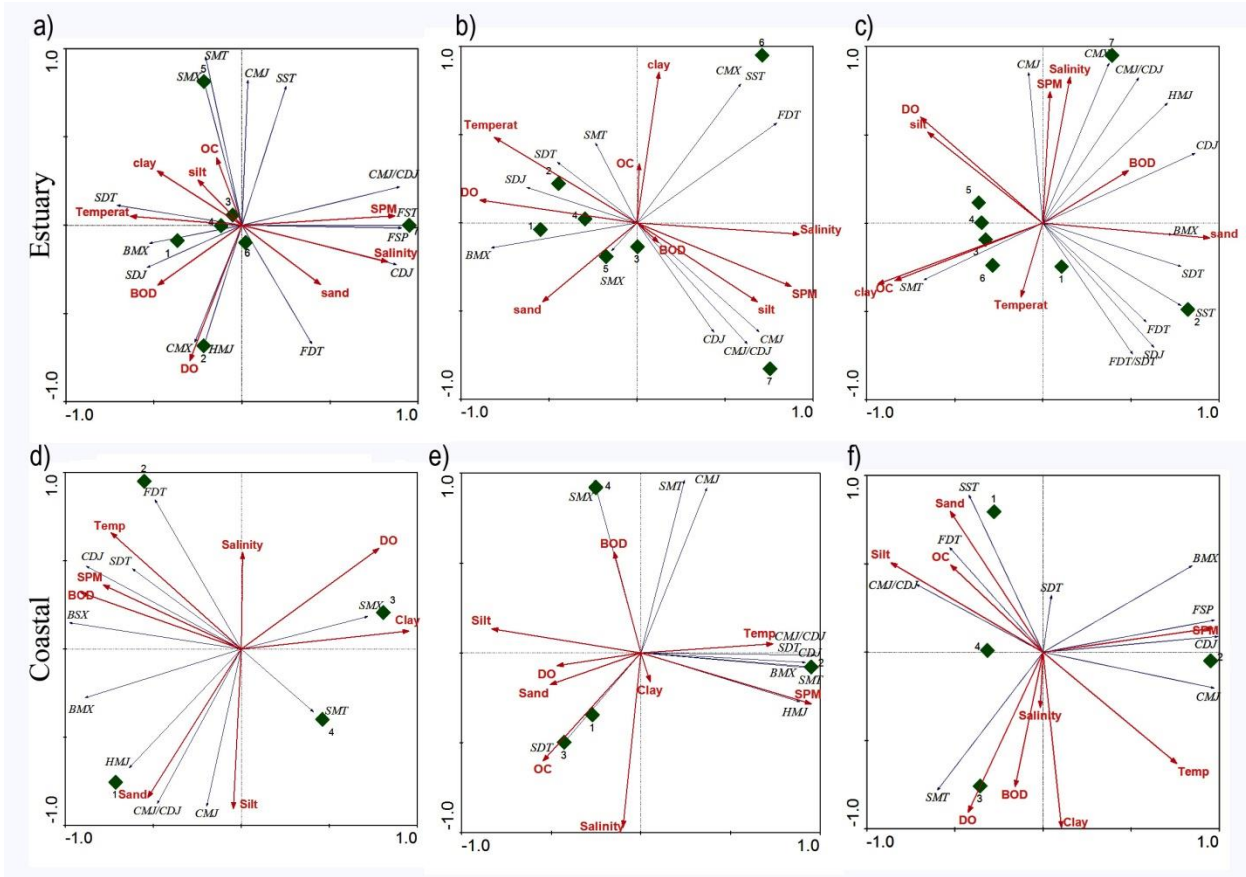 a)
b)
c)
Estuary
1.0
-1.0
-1.0
1.0
SMT
5
SMX
CMJ
SST
OC
clay
silt
SDT
Temperat
3
4
CMJ/CDJ
SPM
FST
7
FSP
BMX
1
6
SDJ
BOD
Salinity
CDJ
sand
CMX
HMJ
2
DO
FDT
1.0
-1.0
-1.0
1.0
6
clay
CMX
SST
FDT
Temperat
SMT
SDT
OC
2
SDJ
DO
4
1
BMX
BOD
3
5
SMX
Salinity
sand
SPM
silt
CDJ
CMJ
CMJ/CDJ
7
1.0
-1.0
-1.0
1.0
7
CMX
CMJ
Salinity
CMJ/CDJ
SPM
HMJ
DO
silt
CDJ
BOD
5
4
3
BMX
sand
6
1
SDT
clay
OC
SMT
Temperat
SST
2
FDT
SDJ
FDT/SDT
d)
e)
f)
Coastal
1.0
-1.0
-1.0
1.0
2
FDT
Temp
Salinity
DO
CDJ
SDT
SPM
BOD
BSX
SMX
3
Clay
BMX
SMT
4
HMJ
1
Sand
CMJ/CDJ
CMJ
Silt
1.0
-1.0
-1.0
1.0
4
SMX
SMT
CMJ
BOD
Silt
CMJ/CDJ
Temp
SDT
CDJ
2
DO
Sand
Clay
BMX
SMT
SPM
HMJ
1
SDT
3
OC
Salinity
1.0
-1.0
-1.0
1.0
SST
Sand
1
FDT
Silt
OC
BMX
CMJ/CDJ
SDT
FSP
SPM
CDJ
4
2
CMJ
Salinity
Temp
SMT
3
BOD
DO
Clay